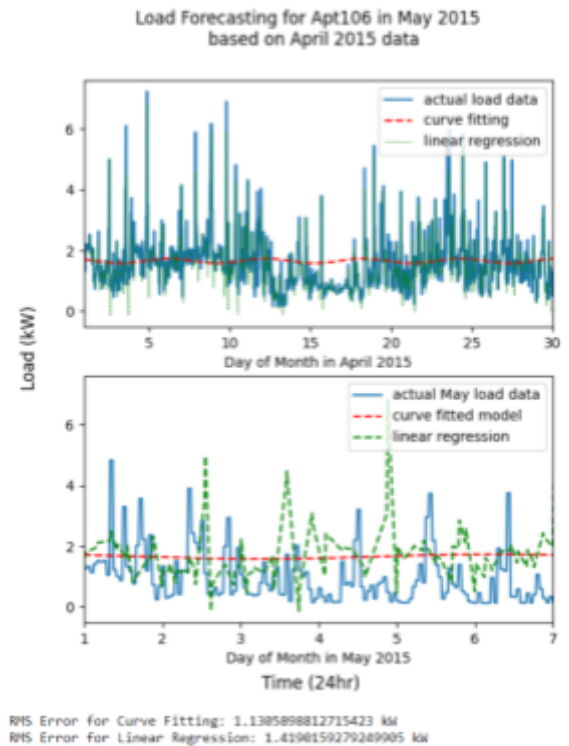 Load Forecasting for Apt106 in May 2015
based on April 2015 data
actual load data
curve fitting
linear regression
6
4
2
0
5
10
15
20
25
30
Day of Month in April 2015
Load (kW)
actual May load data
curve fitted model
linear regression
6
4
2
0
1
2
3
4
5
6
7
Day of Month in May 2015
Time (24hr)
RMS Error for Curve Fitting: 1.1305898812715423 kW
RMS Error for Linear Regression: 1.4190159279249905 kW